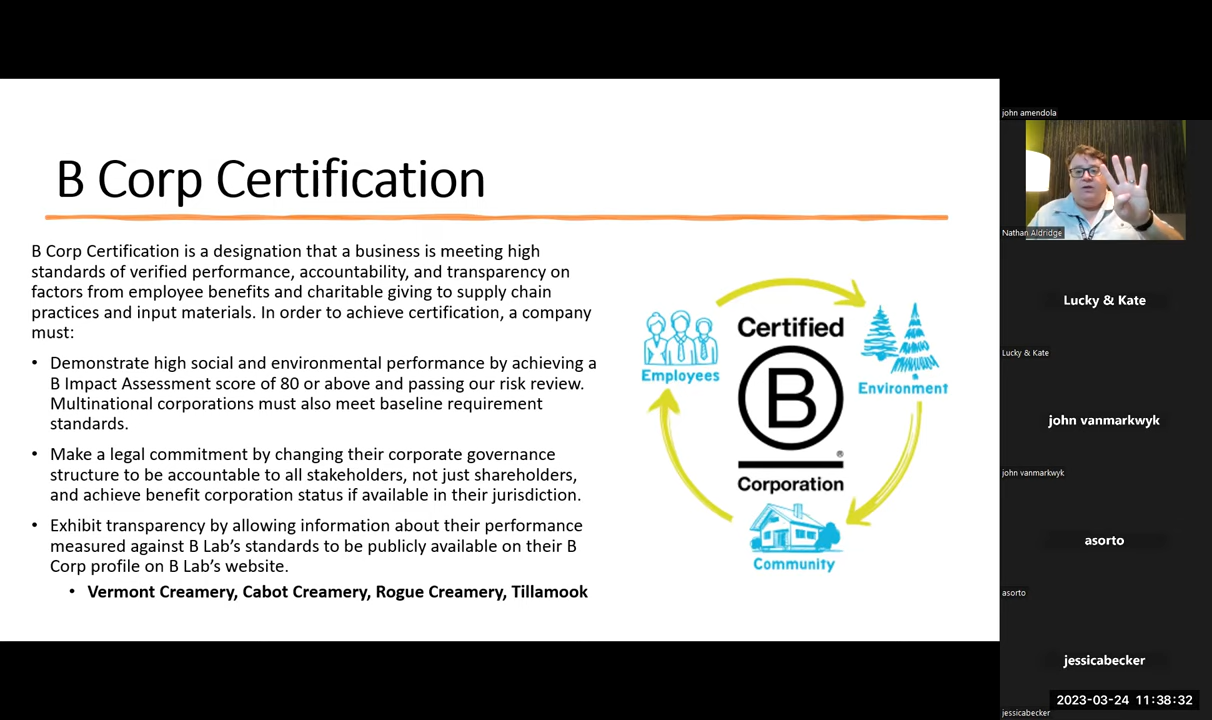 B Corp Certification
B Corp Certification is a designation that a business is meeting high
standards of verified performance, accountability, and transparency on
factors from employee benefits and charitable giving to supply chain
practices and input materials. In order to achieve certification, a company
must:
• Demonstrate high social and environmental performance by achieving a
B Impact Assessment score of 80 or above and passing our risk review.
Multinational corporations must also meet baseline requirement
standards.
• Make a legal commitment by changing their corporate governance
structure to be accountable to all stakeholders, not just shareholders,
and achieve benefit corporation status if available in their jurisdiction.
• Exhibit transparency by allowing information about their performance
measured against B Lab’s standards to be publicly available on their B
Corp profile on B Lab’s website.
• Vermont Creamery, Cabot Creamery, Rogue Creamery, Tillamook
Employees
Certified
B
®
Corporation
Environment
Community
john amendola
Nathan Aldridge
Lucky & Kate
Lucky & Kate
john vanmarkwyk
john vanmarkwyk
asorto
asorto
jessicabecker
2023-03-24 11:38:32
jessicabecker